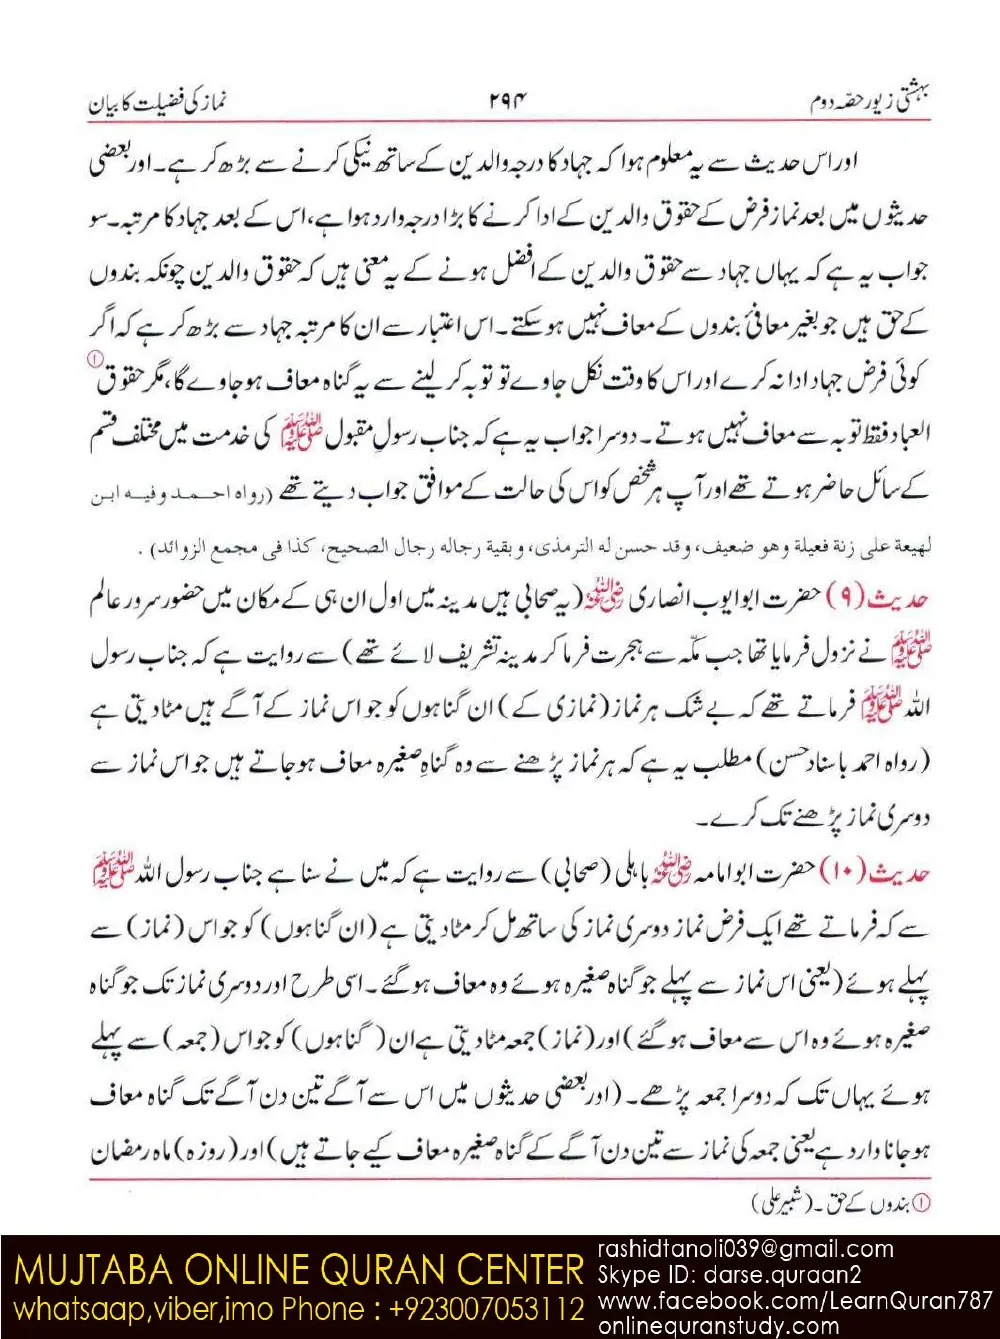 بہشتی زیور حصّہ دوم ۲۹۴ نماز کی فضیلت کا بیان
اور اس حدیث سے یہ معلوم ہوا کہ جہاد کا درجہ والدین کے ساتھ نیکی کرنے سے بڑھ کر ہے۔ اور بعضی
حدیثوں میں بعد نماز فرض کے حقوق والدین کے ادا کرنے کا بڑا درجہ وارد ہوا ہے، اس کے بعد جہاد کا مرتبہ۔ سو
جواب یہ ہے کہ یہاں جہاد سے حقوق والدین کے افضل ہونے کے یہ معنی ہیں کہ حقوق والدین چونکہ بندوں
کے حق ہیں جو بغیر معافیٔ بندوں کے معاف نہیں ہو سکتے۔ اس اعتبار سے ان کا مرتبہ جہاد سے بڑھ کر ہے کہ اگر
کوئی فرض جہاد ادا نہ کرے اور اس کا وقت نکل جاوے تو توبہ کر لینے سے یہ گناہ معاف ہو جاوے گا، مگر حقوق ①
العباد فقط توبہ سے معاف نہیں ہوتے۔ دوسرا جواب یہ ہے کہ جناب رسولِ مقبول ﷺ کی خدمت میں مختلف قسم
کے سائل حاضر ہوتے تھے اور آپ ہر شخص کو اس کی حالت کے موافق جواب دیتے تھے (رواہ احمد وفیہ ابن
لهيعة على زنة فعيلة وهو ضعيف، وقد حسن له الترمذى، وبقية رجاله رجال الصحيح، كذا فى مجمع الزوائد) .
حدیث (۹) حضرت ابو ایوب انصاری رضی اللہ عنہ (یہ صحابی ہیں مدینہ میں اول ان ہی کے مکان میں حضور سرور عالم
ﷺ نے نزول فرمایا تھا جب مکّہ سے ہجرت فرما کر مدینہ تشریف لائے تھے) سے روایت ہے کہ جناب رسول
اللہ ﷺ فرماتے تھے کہ بے شک ہر نماز (نمازی کے) ان گناہوں کو جو اس نماز کے آگے ہیں مٹا دیتی ہے
(رواہ احمد باسناد حسن) مطلب یہ ہے کہ ہر نماز پڑھنے سے وہ گناہِ صغیرہ معاف ہو جاتے ہیں جو اس نماز سے
دوسری نماز پڑھنے تک کرے۔
حدیث (۱۰) حضرت ابو امامہ رضی اللہ عنہ باہلی (صحابی) سے روایت ہے کہ میں نے سنا ہے جناب رسول اللہ ﷺ
سے کہ فرماتے تھے ایک فرض نماز دوسری نماز کی ساتھ مل کر مٹا دیتی ہے (ان گناہوں) کو جو اس (نماز) سے
پہلے ہوئے (یعنی اس نماز سے پہلے جو گناہ صغیرہ ہوئے وہ معاف ہو گئے۔ اسی طرح اور دوسری نماز تک جو گناہ
صغیرہ ہوئے وہ اس سے معاف ہو گئے) اور (نماز) جمعہ مٹا دیتی ہے ان (گناہوں) کو جو اس (جمعہ) سے پہلے
ہوئے یہاں تک کہ دوسرا جمعہ پڑھے۔ (اور بعضی حدیثوں میں اس سے آگے تین دن آگے تک گناہ معاف
ہو جانا وارد ہے یعنی جمعہ کی نماز سے تین دن آگے کے گناہ صغیرہ معاف کیے جاتے ہیں) اور (روزہ) ماہ رمضان
① بندوں کے حق۔ (شبیر علی)
MUJTABA ONLINE QURAN CENTER
whatsaap,viber,imo Phone : +923007053112
rashidtanoli039@gmail.com
Skype ID: darse.quraan2
www.facebook.com/LearnQuran787
onlinequranstudy.com